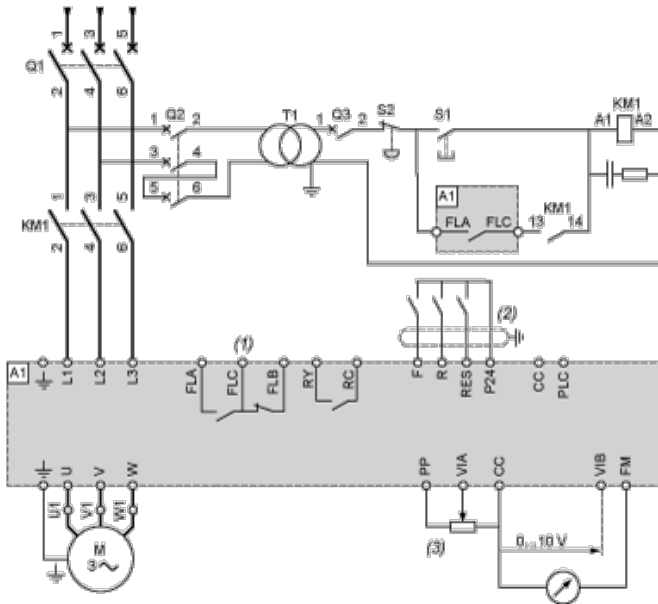 1 3 5
Q1
2 4 6
1 Q2 2
3 4
5 6
T1
1 Q3 2
S2
S1
KM1
A1 A2
A1
FLA FLC
KM1
13 14
1 3 5
KM1
2 4 6
(1)
(2)
A1
L1 L2 L3
FLA FLC FLB RY RC
F R RES P24 CC PLC
U V W
PP VIA CC VIB FM
U1 V1 W1
M
3
(3)
0...10 V